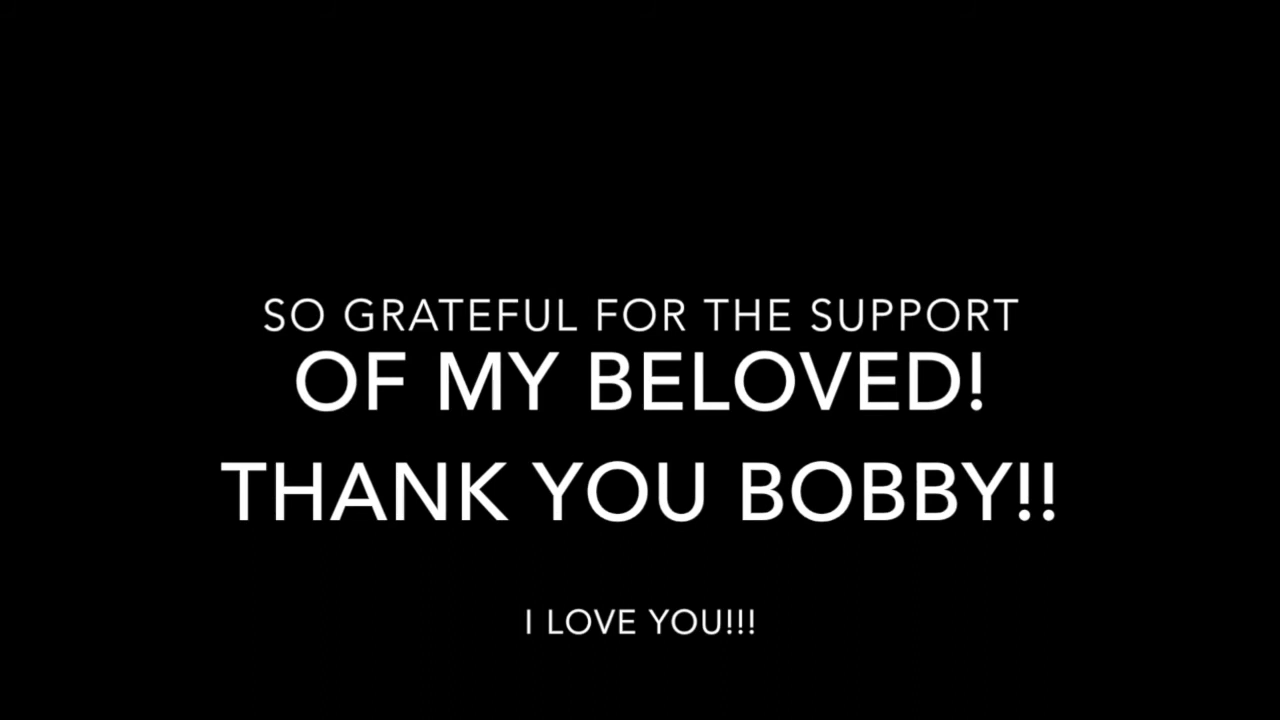 SO GRATEFUL FOR THE SUPPORT
OF MY BELOVED!
THANK YOU BOBBY!!
I LOVE YOU!!!